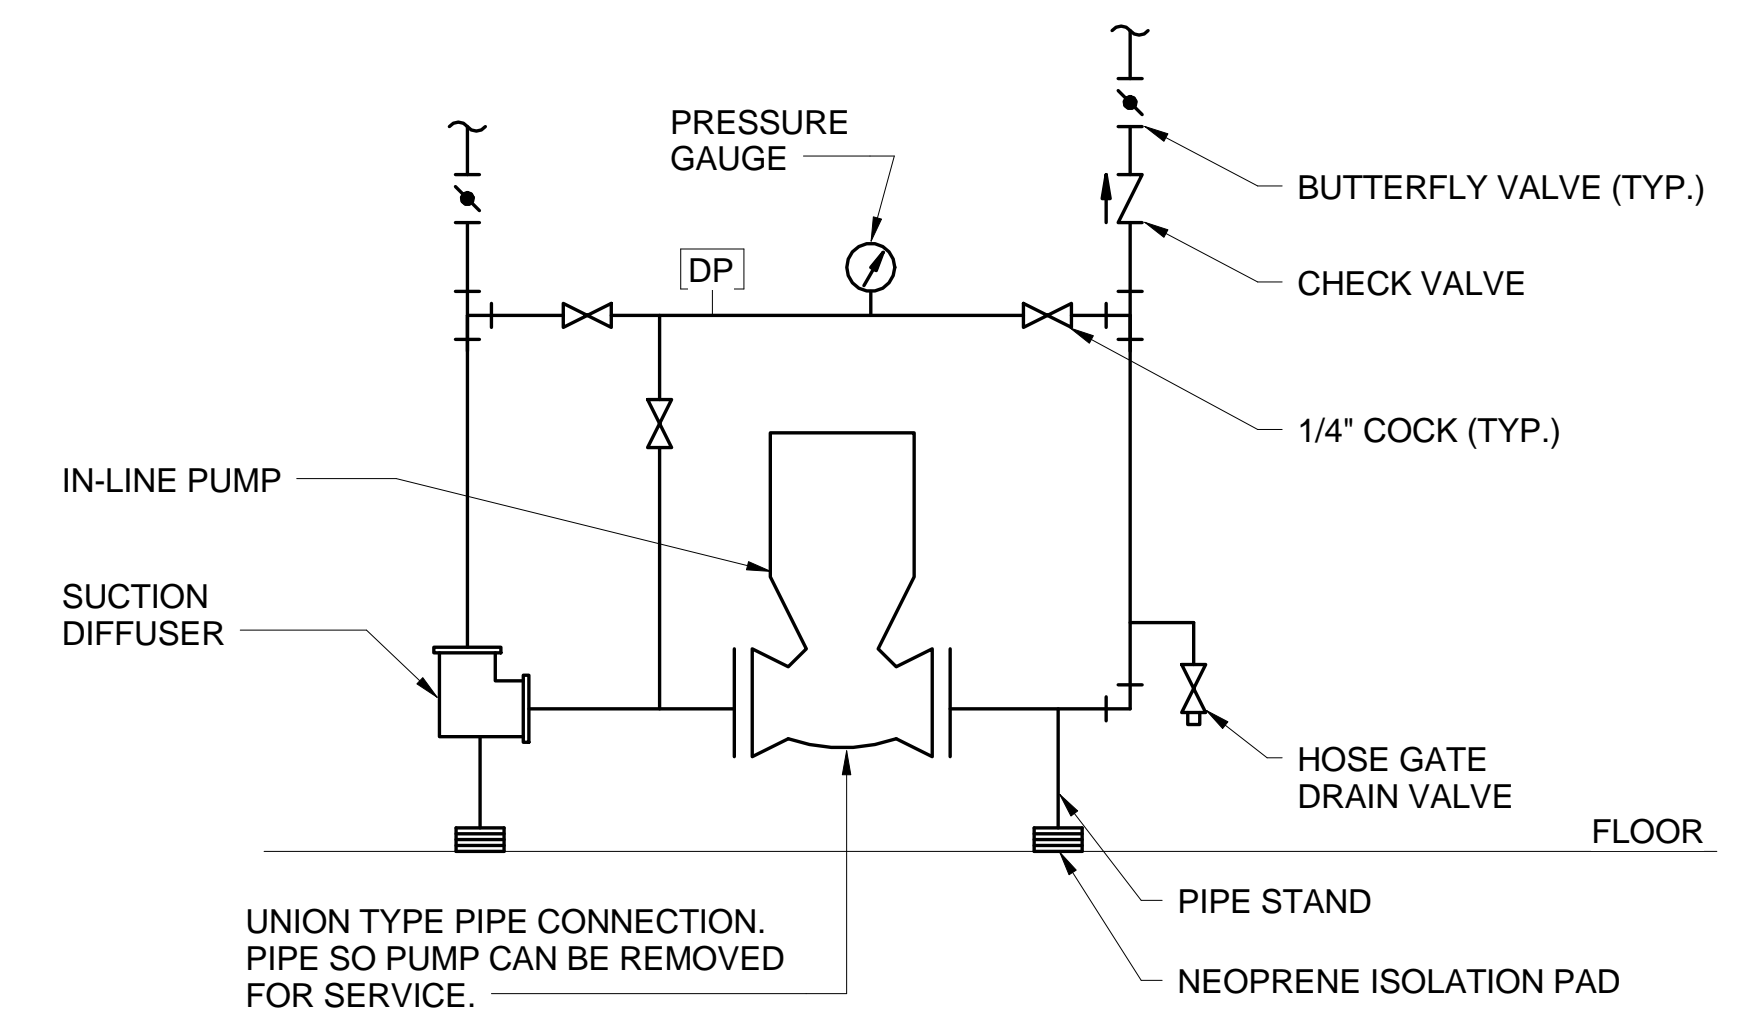 PRESSURE
GAUGE
BUTTERFLY VALVE (TYP.)
DP
CHECK VALVE
1/4" COCK (TYP.)
IN-LINE PUMP
SUCTION
DIFFUSER
HOSE GATE
DRAIN VALVE
FLOOR
PIPE STAND
UNION TYPE PIPE CONNECTION.
PIPE SO PUMP CAN BE REMOVED
FOR SERVICE.
NEOPRENE ISOLATION PAD